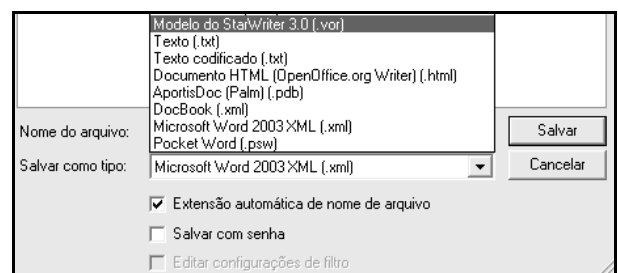 Modelo do StarWriter 3.0 (.vor)
Texto (.txt)
Texto codificado (.txt)
Documento HTML (OpenOffice.org Writer) (.html)
AportisDoc (Palm) (.pdb)
DocBook (.xml)
Microsoft Word 2003 XML (.xml)
Pocket Word (.psw)
Nome do arquivo:
Salvar
Salvar como tipo:
Microsoft Word 2003 XML (.xml)
Cancelar
Extensão automática de nome de arquivo
Salvar com senha
Editar configurações de filtro